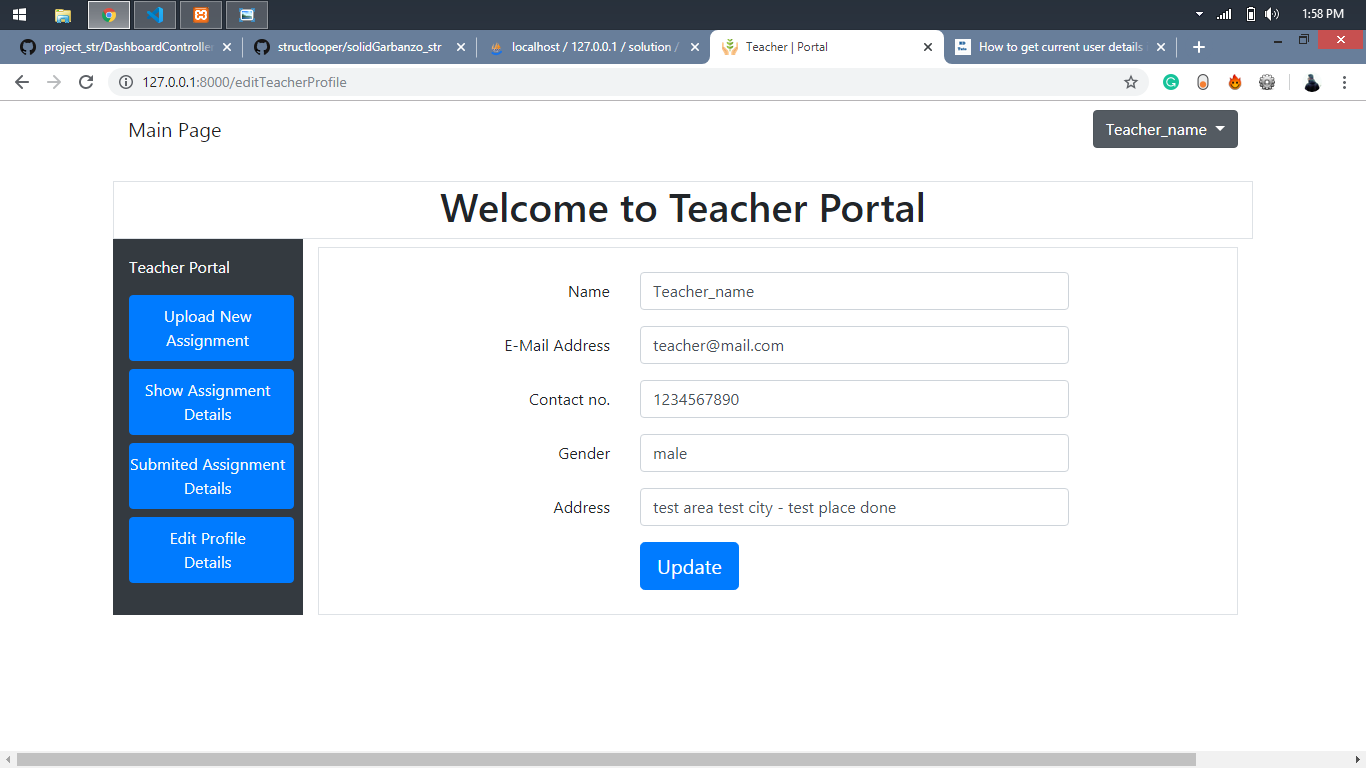 1:58 PM
project_str/DashboardController
structlooper/solidGarbanzo_str
localhost / 127.0.0.1 / solution /
Teacher | Portal
How to get current user details
127.0.0.1:8000/editTeacherProfile
Main Page
Teacher_name
Welcome to Teacher Portal
Teacher Portal
Upload New
Assignment
Show Assignment
Details
Submited Assignment
Details
Edit Profile
Details
Name
Teacher_name
E-Mail Address
teacher@mail.com
Contact no.
1234567890
Gender
male
Address
test area test city - test place done
Update